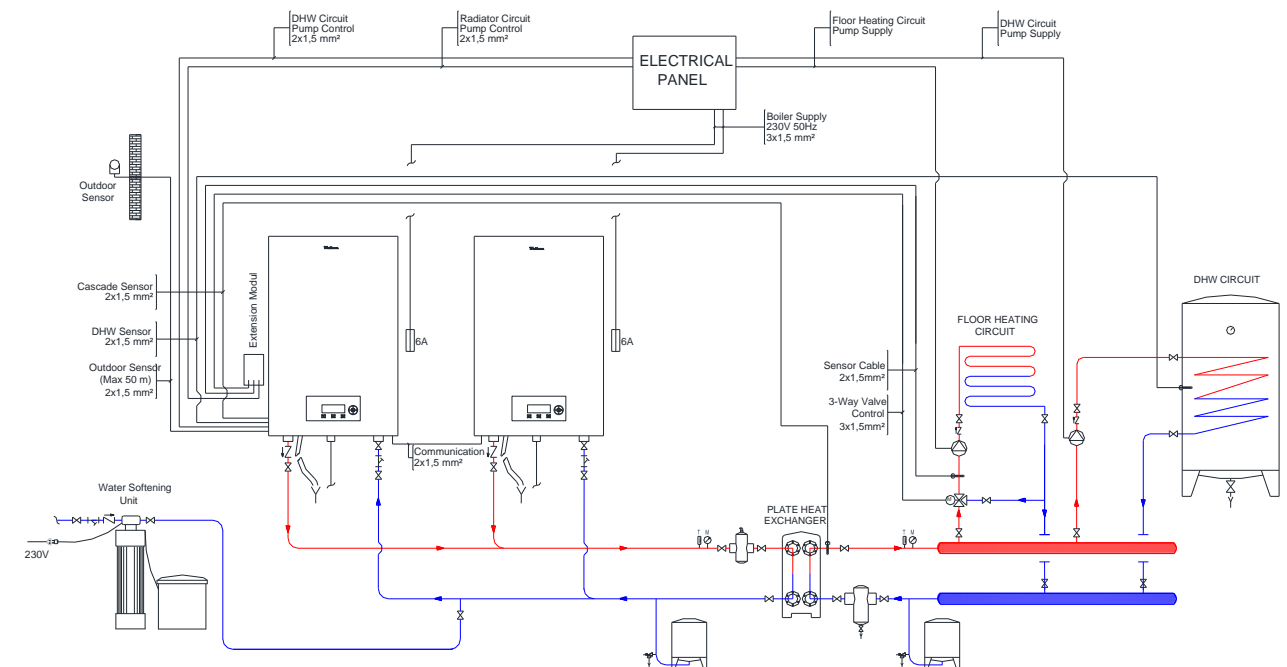 DHW Circuit
Pump Control
2x1,5 mm²
Radiator Circuit
Pump Control
2x1,5 mm²
Floor Heating Circuit
Pump Supply
DHW Circuit
Pump Supply
ELECTRICAL
PANEL
Boiler Supply
230V 50Hz
3x1,5 mm²
Outdoor
Sensor
Cascade Sensor
2x1,5 mm²
DHW Sensor
2x1,5 mm²
Outdoor Sensor
(Max 50 m)
2x1,5 mm²
Extension Modul
6A
6A
DHW CIRCUIT
FLOOR HEATING
CIRCUIT
Sensor Cable
2x1,5mm²
3-Way Valve
Control
3x1,5mm²
Communication
2x1,5 mm²
Water Softening
Unit
230V
PLATE HEAT
EXCHANGER
T M
T M
M